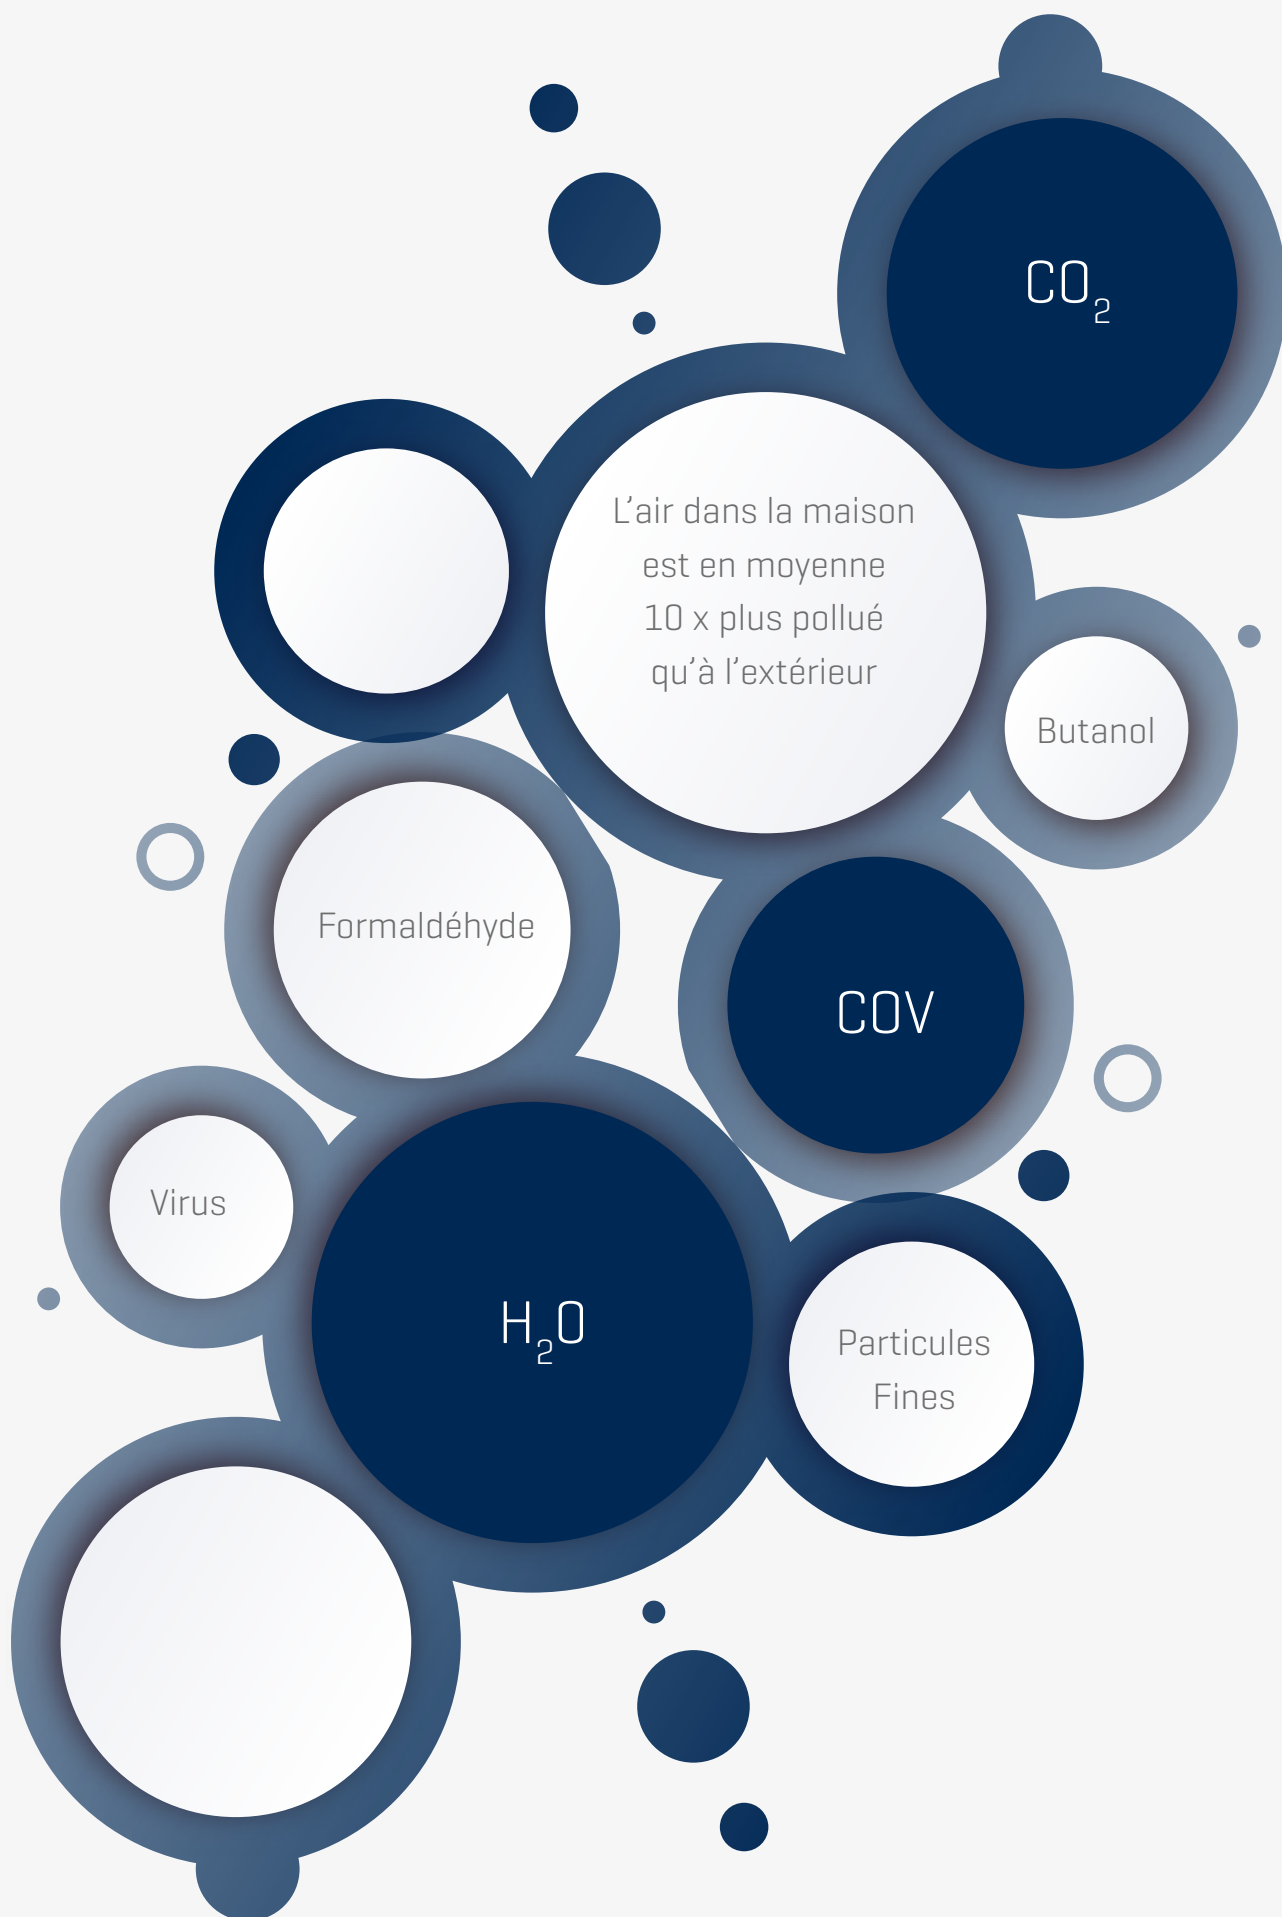 CO₂
L'air dans la maison
est en moyenne
10 x plus pollué
qu'à l'extérieur
Butanol
Formaldéhyde
COV
Virus
H₂O
Particules
Fines